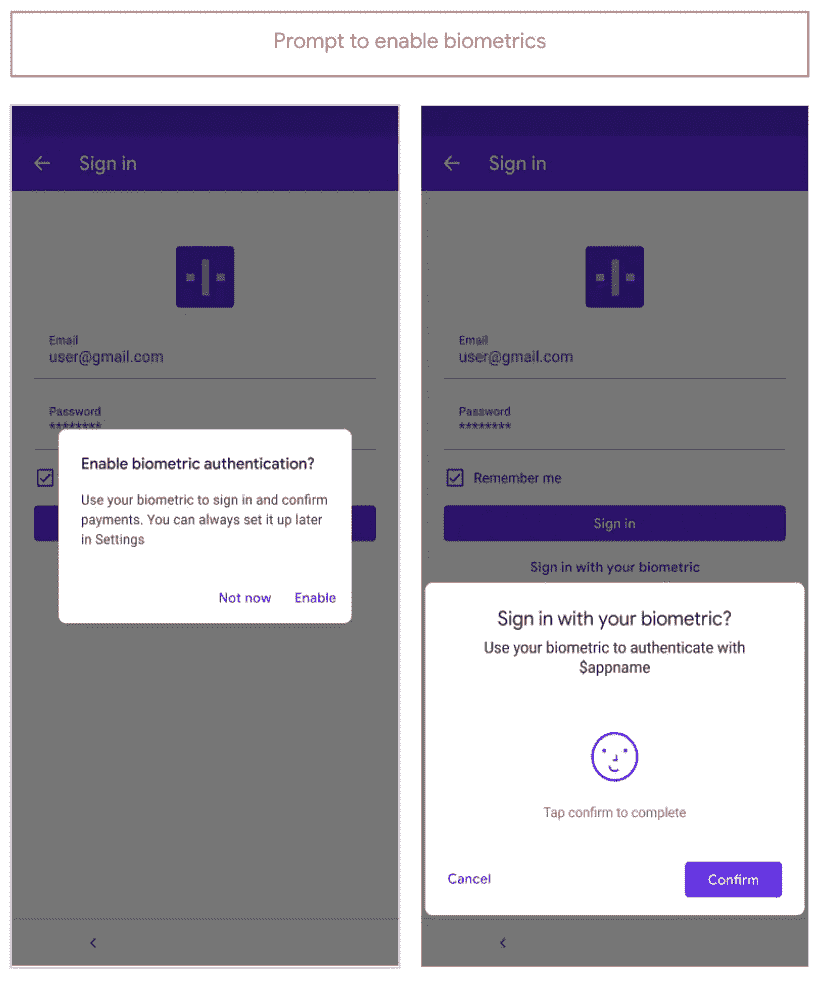 Prompt to enable biometrics
Sign in
Email
user@gmail.com
Password
********
Enable biometric authentication?
Use your biometric to sign in and confirm
payments. You can always set it up later
in Settings
Not now Enable
Sign in
Email
user@gmail.com
Password
********
Remember me
Sign in
Sign in with your biometric
Sign in with your biometric?
Use your biometric to authenticate with
$appname
Tap confirm to complete
Cancel Confirm